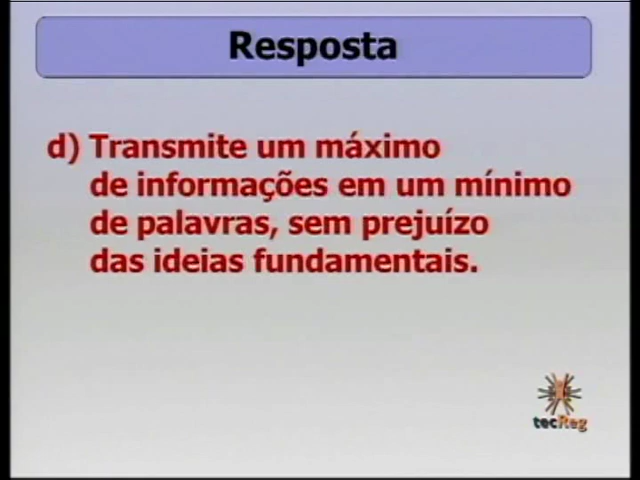 Resposta
d) Transmite um máximo
de informações em um mínimo
de palavras, sem prejuízo
das ideias fundamentais.
tecReg